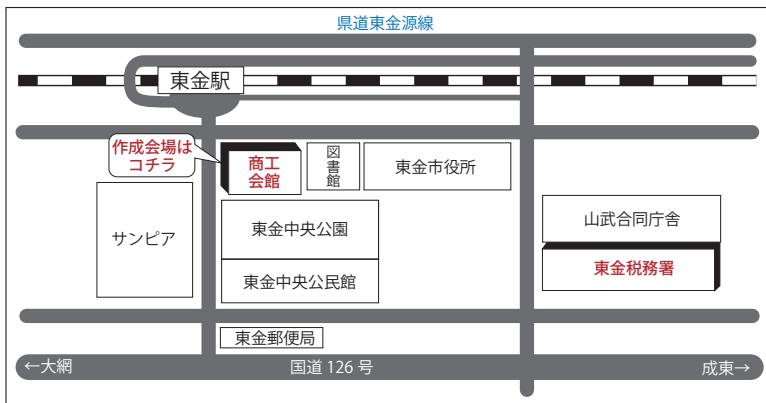 県道東金源線
東金駅
作成会場は
コチラ
商工
会館
図書館
東金市役所
サンピア
東金中央公園
山武合同庁舎
東金税務署
東金中央公民館
東金郵便局
←大網
国道 126 号
成東→